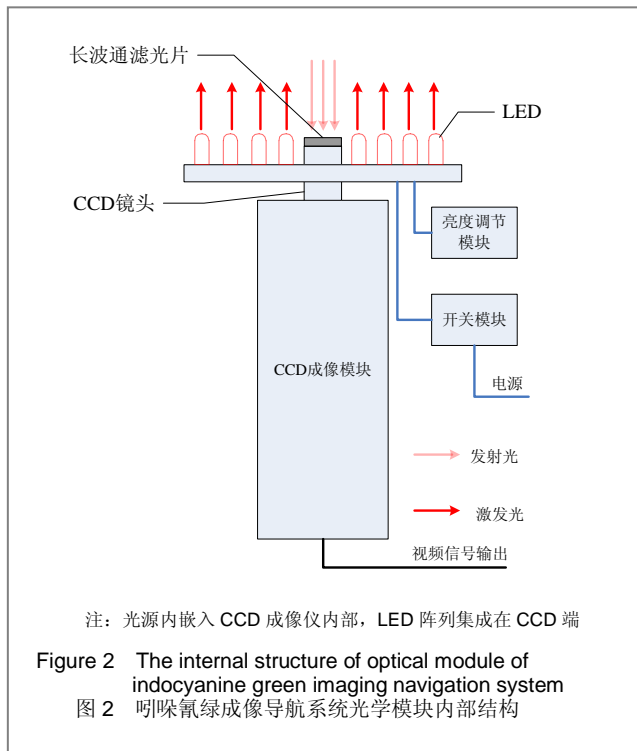 长波通滤光片
LED
CCD镜头
亮度调节
模块
开关模块
CCD成像模块
电源
发射光
激发光
视频信号输出
注：光源内嵌入 CCD 成像仪内部，LED 阵列集成在 CCD 端
Figure 2 The internal structure of optical module of
indocyanine green imaging navigation system
图 2 吲哚氰绿成像导航系统光学模块内部结构